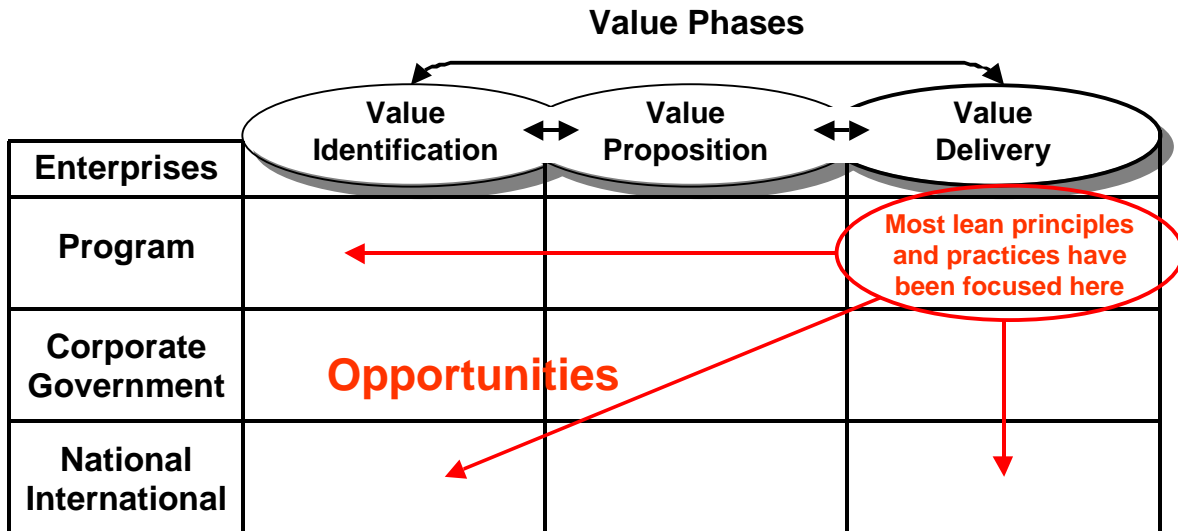 Value Phases
Value
Identification
Value
Proposition
Value
Delivery
Enterprises
Program
Most lean principles
and practices have
been focused here
Corporate
Government
Opportunities
National
International